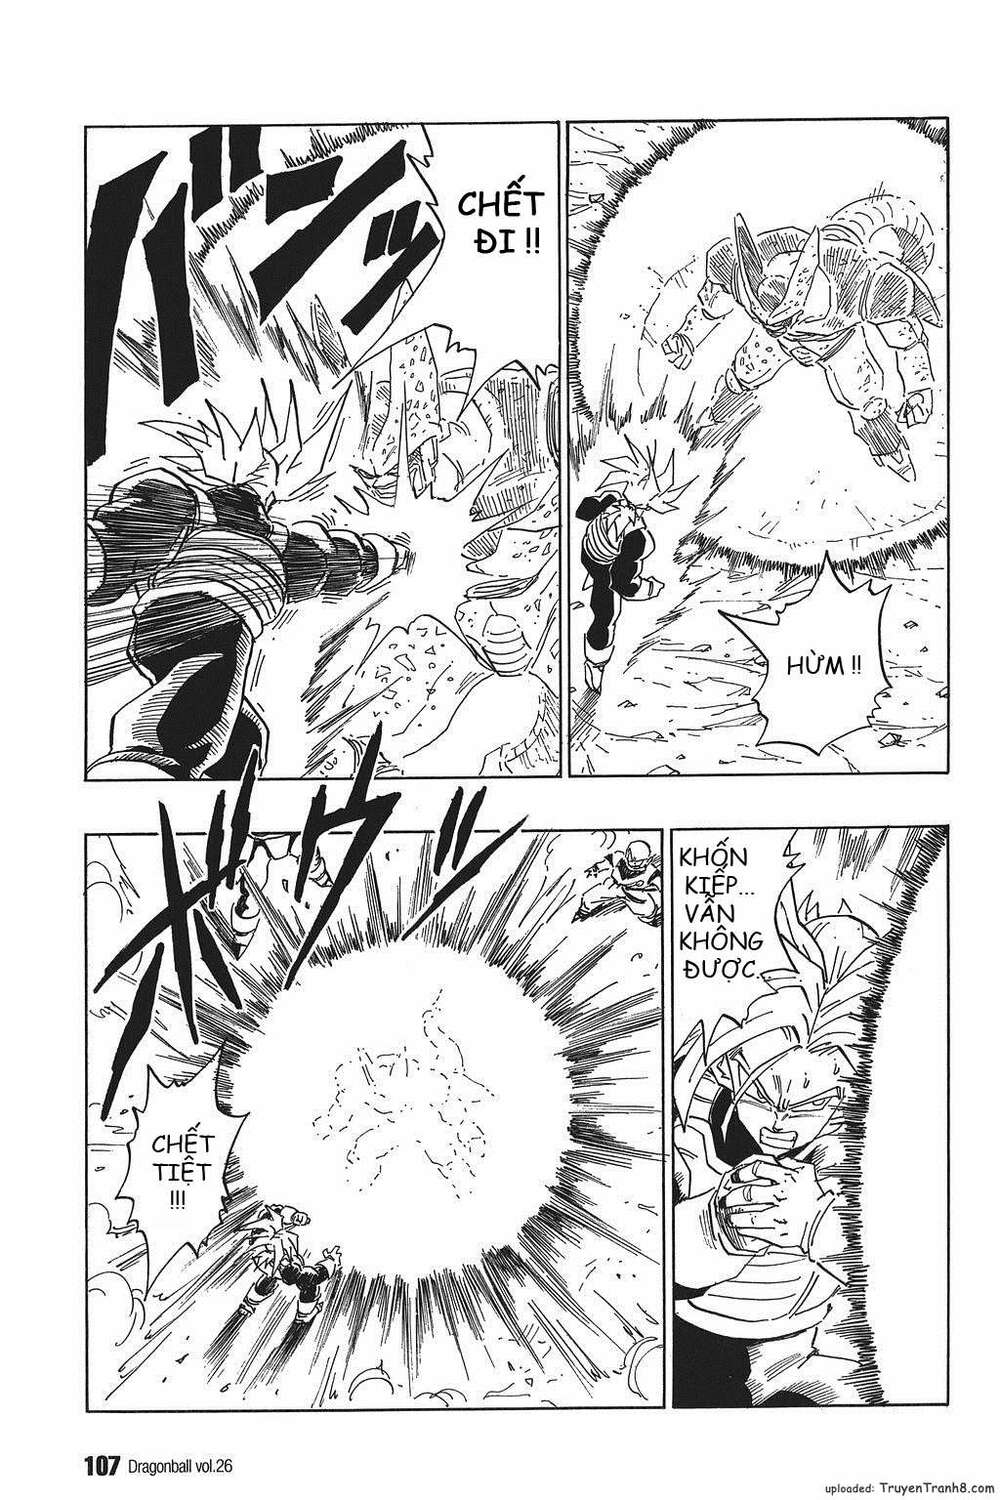 HỪM !!
CHẾT
ĐI !!
バンッ
KHỐN
KIẾP...
VẪN
KHÔNG
ĐƯỢC
ボウッ
CHẾT
TIỆT
!!!
107 Dragonball vol.26
uploaded: TruyenTranh8.com